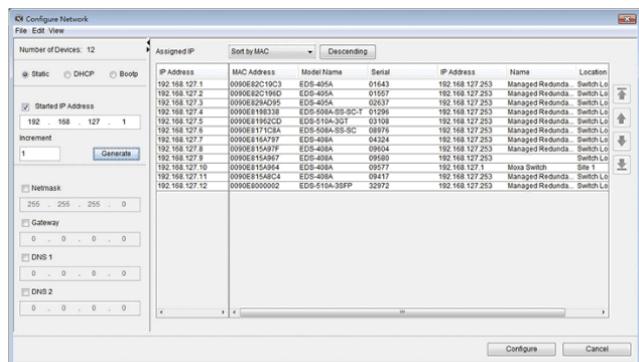 Configure Network
File Edit View
Number of Devices: 12
Static DHCP Bootp
Started IP Address
192 . 168 . 127 . 1
Increment
1 Generate
Netmask
255 . 255 . 255 . 0
Gateway
0 . 0 . 0 . 0
DNS 1
0 . 0 . 0 . 0
DNS 2
0 . 0 . 0 . 0
Assigned IP Sort by MAC Descending
IP Address MAC Address Model Name Serial IP Address Name Location
192.168.127.1 0090E82C19C3 EDS-405A 01643 192.168.127.253 Managed Redunda... Switch Lo
192.168.127.2 0090E82C196D EDS-405A 01557 192.168.127.253 Managed Redunda... Switch Lo
192.168.127.3 0090E829AD95 EDS-405A 02637 192.168.127.253 Managed Redunda... Switch Lo
192.168.127.4 0090E8198338 EDS-508A-SS-SC-T 01296 192.168.127.253 Managed Redunda... Switch Lo
192.168.127.5 0090E81962CD EDS-510A-3GT 03108 192.168.127.253 Managed Redunda... Switch Lo
192.168.127.6 0090E8171C8A EDS-508A-SS-SC 08976 192.168.127.253 Managed Redunda... Switch Lo
192.168.127.7 0090E816A797 EDS-408A 04324 192.168.127.253 Managed Redunda... Switch Lo
192.168.127.8 0090E815A97F EDS-408A 09604 192.168.127.253 Managed Redunda... Switch Lo
192.168.127.9 0090E815A967 EDS-408A 09580 192.168.127.253 Switch Lo
192.168.127.10 0090E815A964 EDS-408A 09577 192.168.127.1 Moxa Switch Site 1
192.168.127.11 0090E815A8C4 EDS-408A 09417 192.168.127.253 Managed Redunda... Switch Lo
192.168.127.12 0090E8000002 EDS-510A-3SFP 32972 192.168.127.253 Managed Redunda... Switch Lo
Configure Cancel